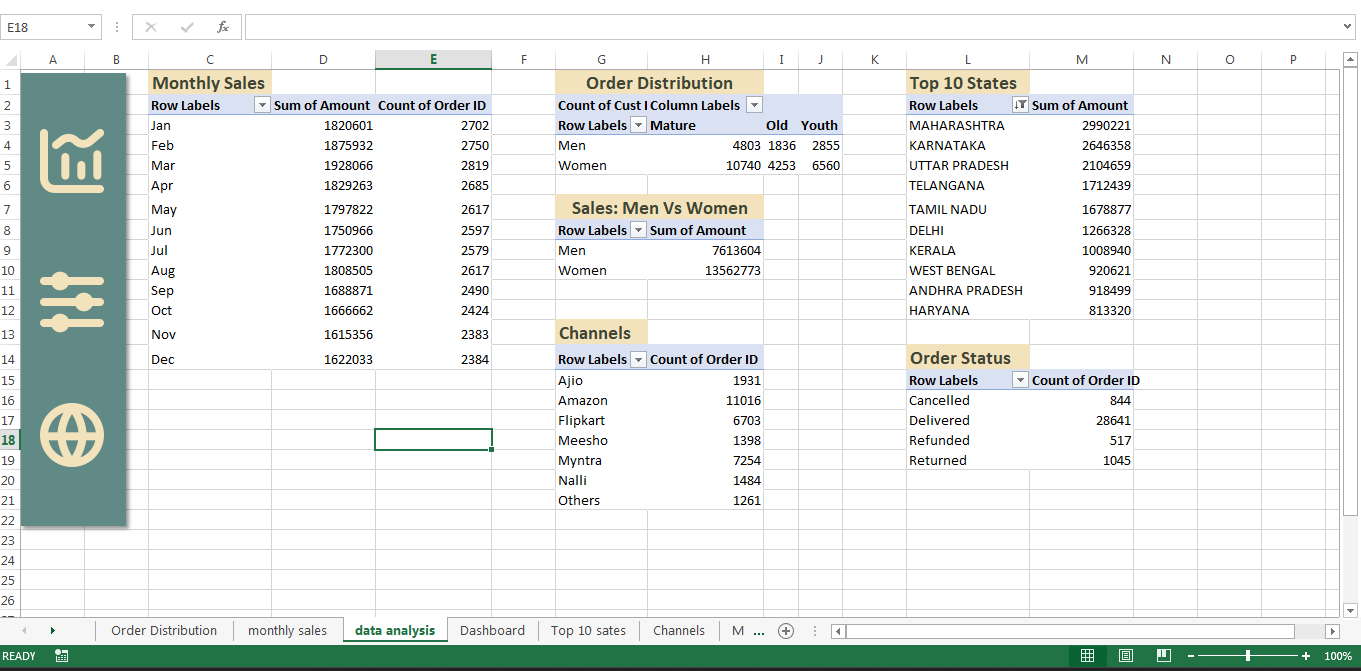 E18 fx
A B C D E F G H I J K L M N O P
1 Monthly Sales Order Distribution Top 10 States
2 Row Labels Sum of Amount Count of Order ID Count of Cust I Column Labels Row Labels Sum of Amount
3 Jan 1820601 2702 Row Labels Mature Old Youth MAHARASHTRA 2990221
4 Feb 1875932 2750 Men 4803 1836 2855 KARNATAKA 2646358
5 Mar 1928066 2819 Women 10740 4253 6560 UTTAR PRADESH 2104659
6 Apr 1829263 2685 TELANGANA 1712439
7 May 1797822 2617 Sales: Men Vs Women TAMIL NADU 1678877
8 Jun 1750966 2597 Row Labels Sum of Amount DELHI 1266328
9 Jul 1772300 2579 Men 7613604 KERALA 1008940
10 Aug 1808505 2617 Women 13562773 WEST BENGAL 920621
11 Sep 1688871 2490 ANDHRA PRADESH 918499
12 Oct 1666662 2424 HARYANA 813320
13 Nov 1615356 2383 Channels
14 Dec 1622033 2384 Row Labels Count of Order ID Order Status
15 Ajio 1931 Row Labels Count of Order ID
16 Amazon 11016 Cancelled 844
17 Flipkart 6703 Delivered 28641
18 Meesho 1398 Refunded 517
19 Myntra 7254 Returned 1045
20 Nalli 1484
21 Others 1261
22
23
24
25
26
Order Distribution monthly sales data analysis Dashboard Top 10 sates Channels M ...
READY 100%